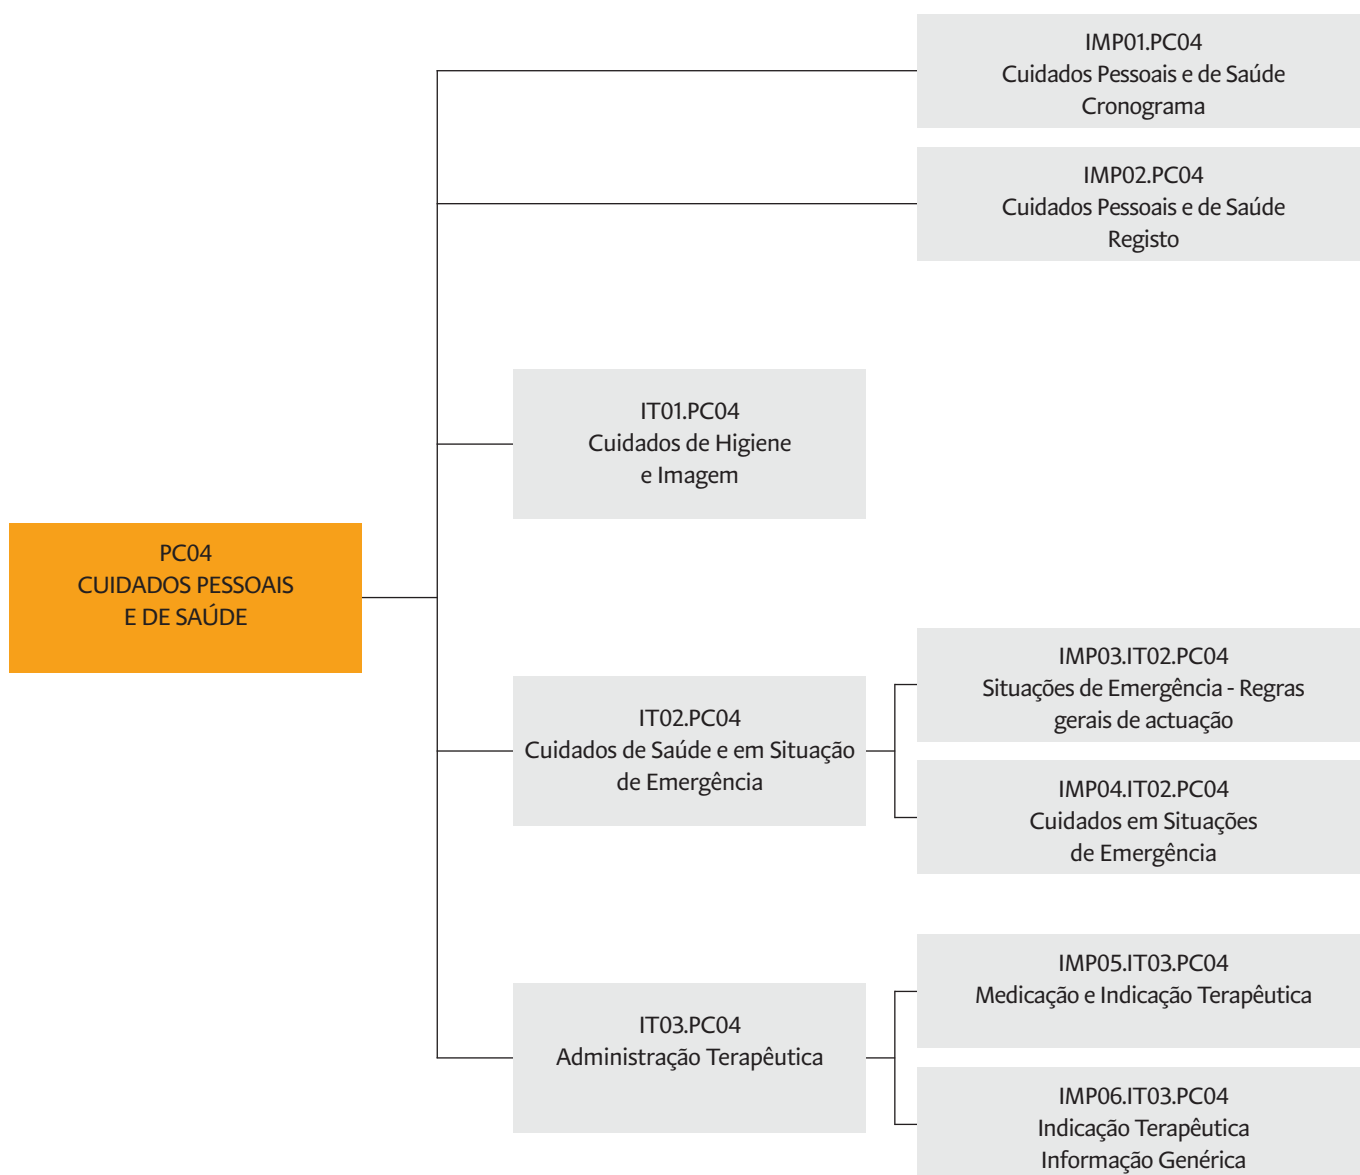 IMP01.PC04
Cuidados Pessoais e de Saúde
Cronograma
IMP02.PC04
Cuidados Pessoais e de Saúde
Registo
IT01.PC04
Cuidados de Higiene
e Imagem
PC04
CUIDADOS PESSOAIS
E DE SAÚDE
IT02.PC04
Cuidados de Saúde e em Situação
de Emergência
IMP03.IT02.PC04
Situações de Emergência - Regras
gerais de actuação
IMP04.IT02.PC04
Cuidados em Situações
de Emergência
IT03.PC04
Administração Terapêutica
IMP05.IT03.PC04
Medicação e Indicação Terapêutica
IMP06.IT03.PC04
Indicação Terapêutica
Informação Genérica